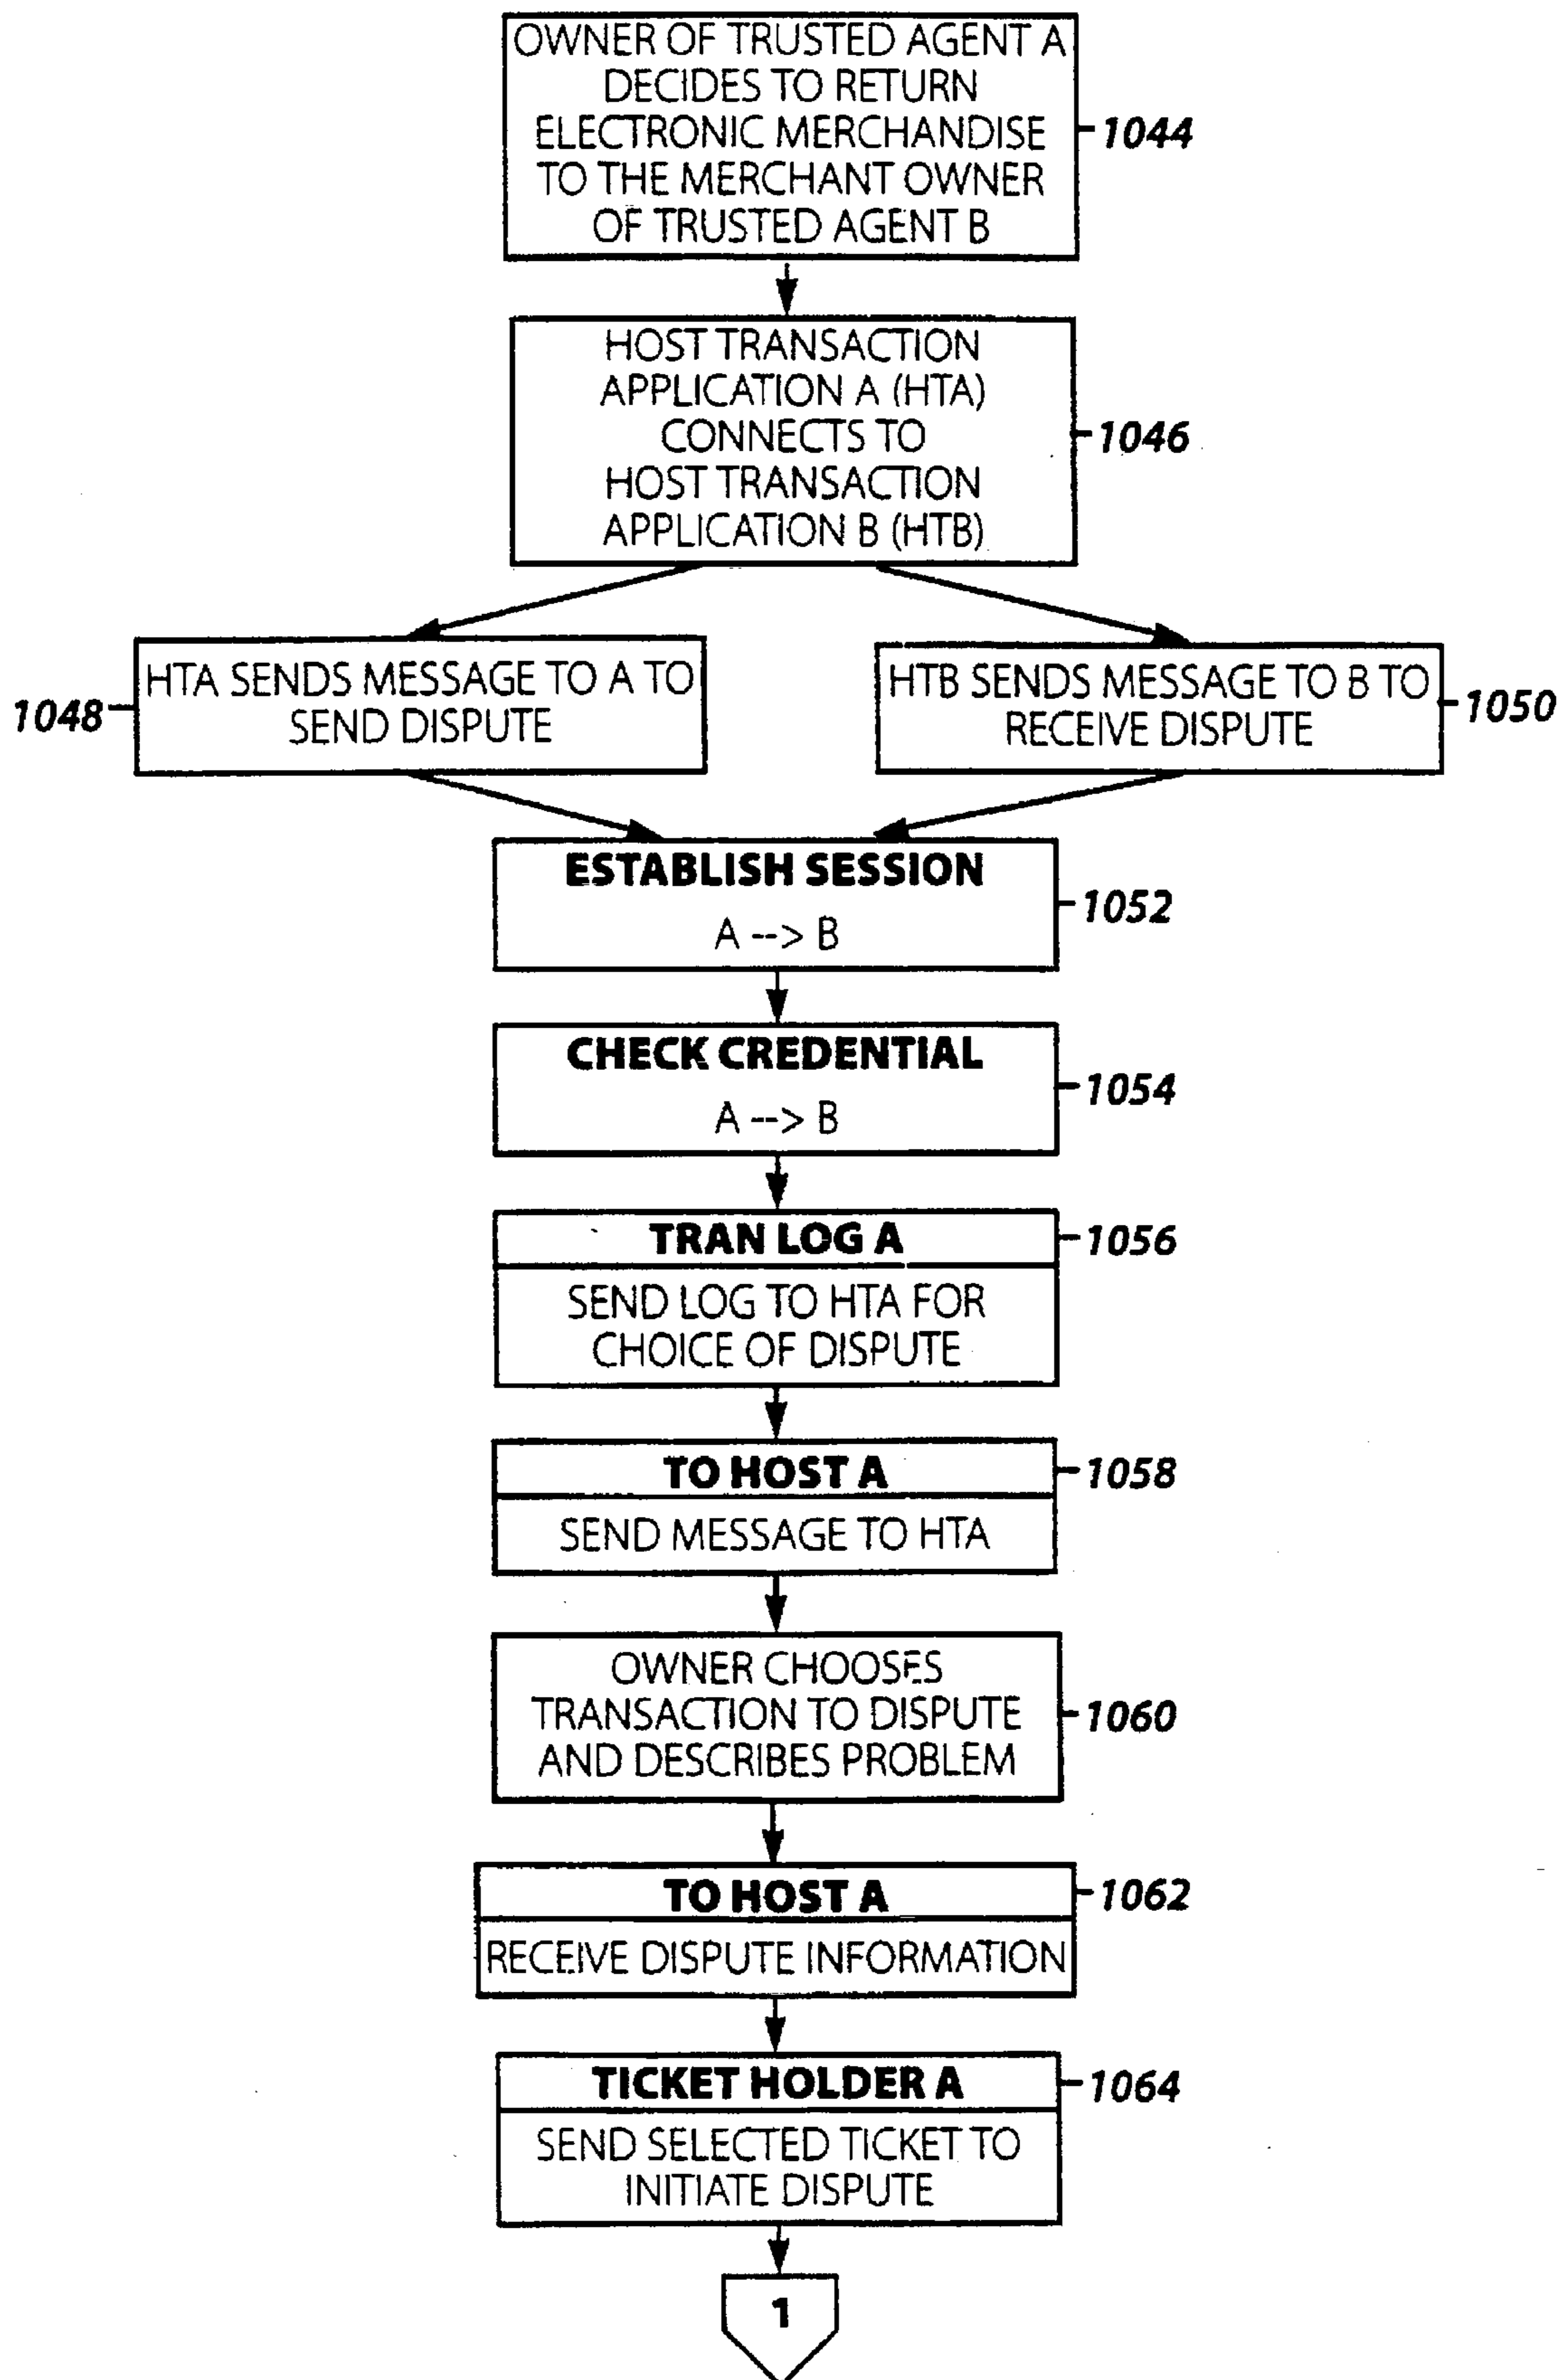 OWNER OF TRUSTED AGENT A
DECIDES TO RETURN
ELECTRONIC MERCHANDISE
TO THE MERCHANT OWNER
OF TRUSTED AGENT B
1044
HOST TRANSACTION
APPLICATION A (HTA)
CONNECTS TO
HOST TRANSACTION
APPLICATION B (HTB)
1046
1048
HTA SENDS MESSAGE TO A TO
SEND DISPUTE
HTB SENDS MESSAGE TO B TO
RECEIVE DISPUTE
1050
ESTABLISH SESSION
A --> B
1052
CHECK CREDENTIAL
A --> B
1054
TRAN LOG A
1056
SEND LOG TO HTA FOR
CHOICE OF DISPUTE
TO HOST A
1058
SEND MESSAGE TO HTA
OWNER CHOOSES
TRANSACTION TO DISPUTE
AND DESCRIBES PROBLEM
1060
TO HOST A
1062
RECEIVE DISPUTE INFORMATION
TICKET HOLDER A
1064
SEND SELECTED TICKET TO
INITIATE DISPUTE
1